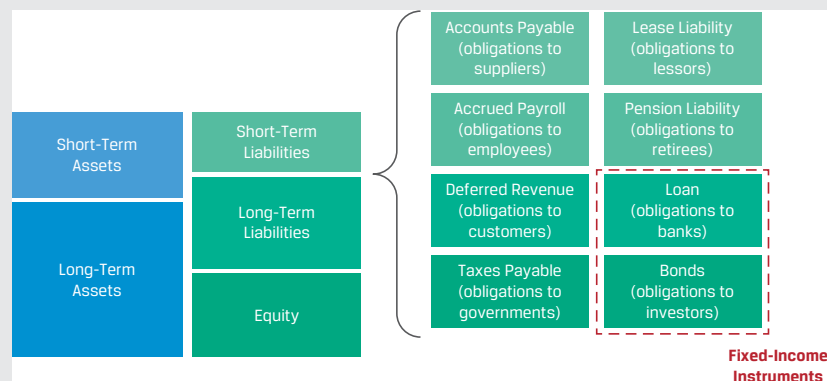 Short-Term
Assets
Long-Term
Assets
Short-Term
Liabilities
Long-Term
Liabilities
Equity
Accounts Payable
(obligations to
suppliers)
Lease Liability
(obligations to
lessors)
Accrued Payroll
(obligations to
employees)
Pension Liability
(obligations to
retirees)
Deferred Revenue
(obligations to
customers)
Loan
(obligations to
banks)
Taxes Payable
(obligations to
governments)
Bonds
(obligations to
investors)
Fixed-Income
Instruments